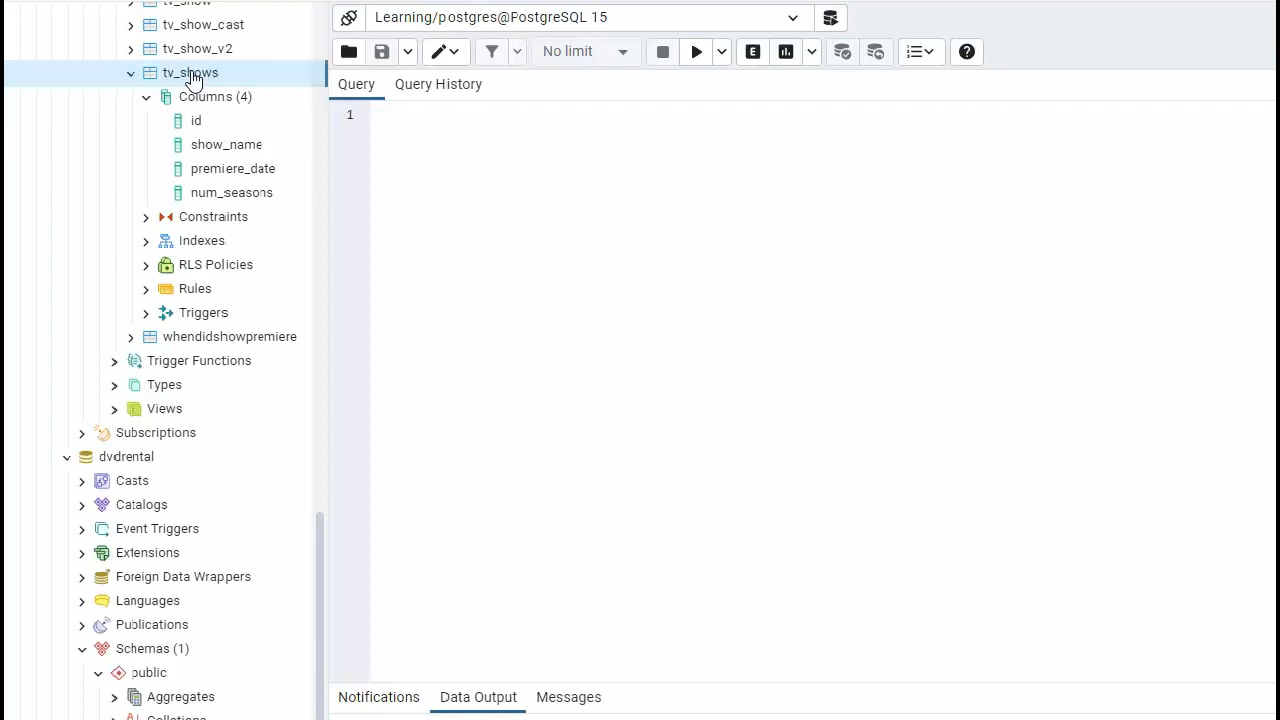 tv_show
tv_show_cast
tv_show_v2
tv_shows
Columns (4)
id
show_name
premiere_date
num_seasons
Constraints
Indexes
RLS Policies
Rules
Triggers
whendidshowpremiere
Trigger Functions
Types
Views
Subscriptions
dvdrental
Casts
Catalogs
Event Triggers
Extensions
Foreign Data Wrappers
Languages
Publications
Schemas (1)
public
Aggregates
Collations
Learning/postgres@PostgreSQL 15
No limit
E
Query Query History
1
Notifications Data Output Messages